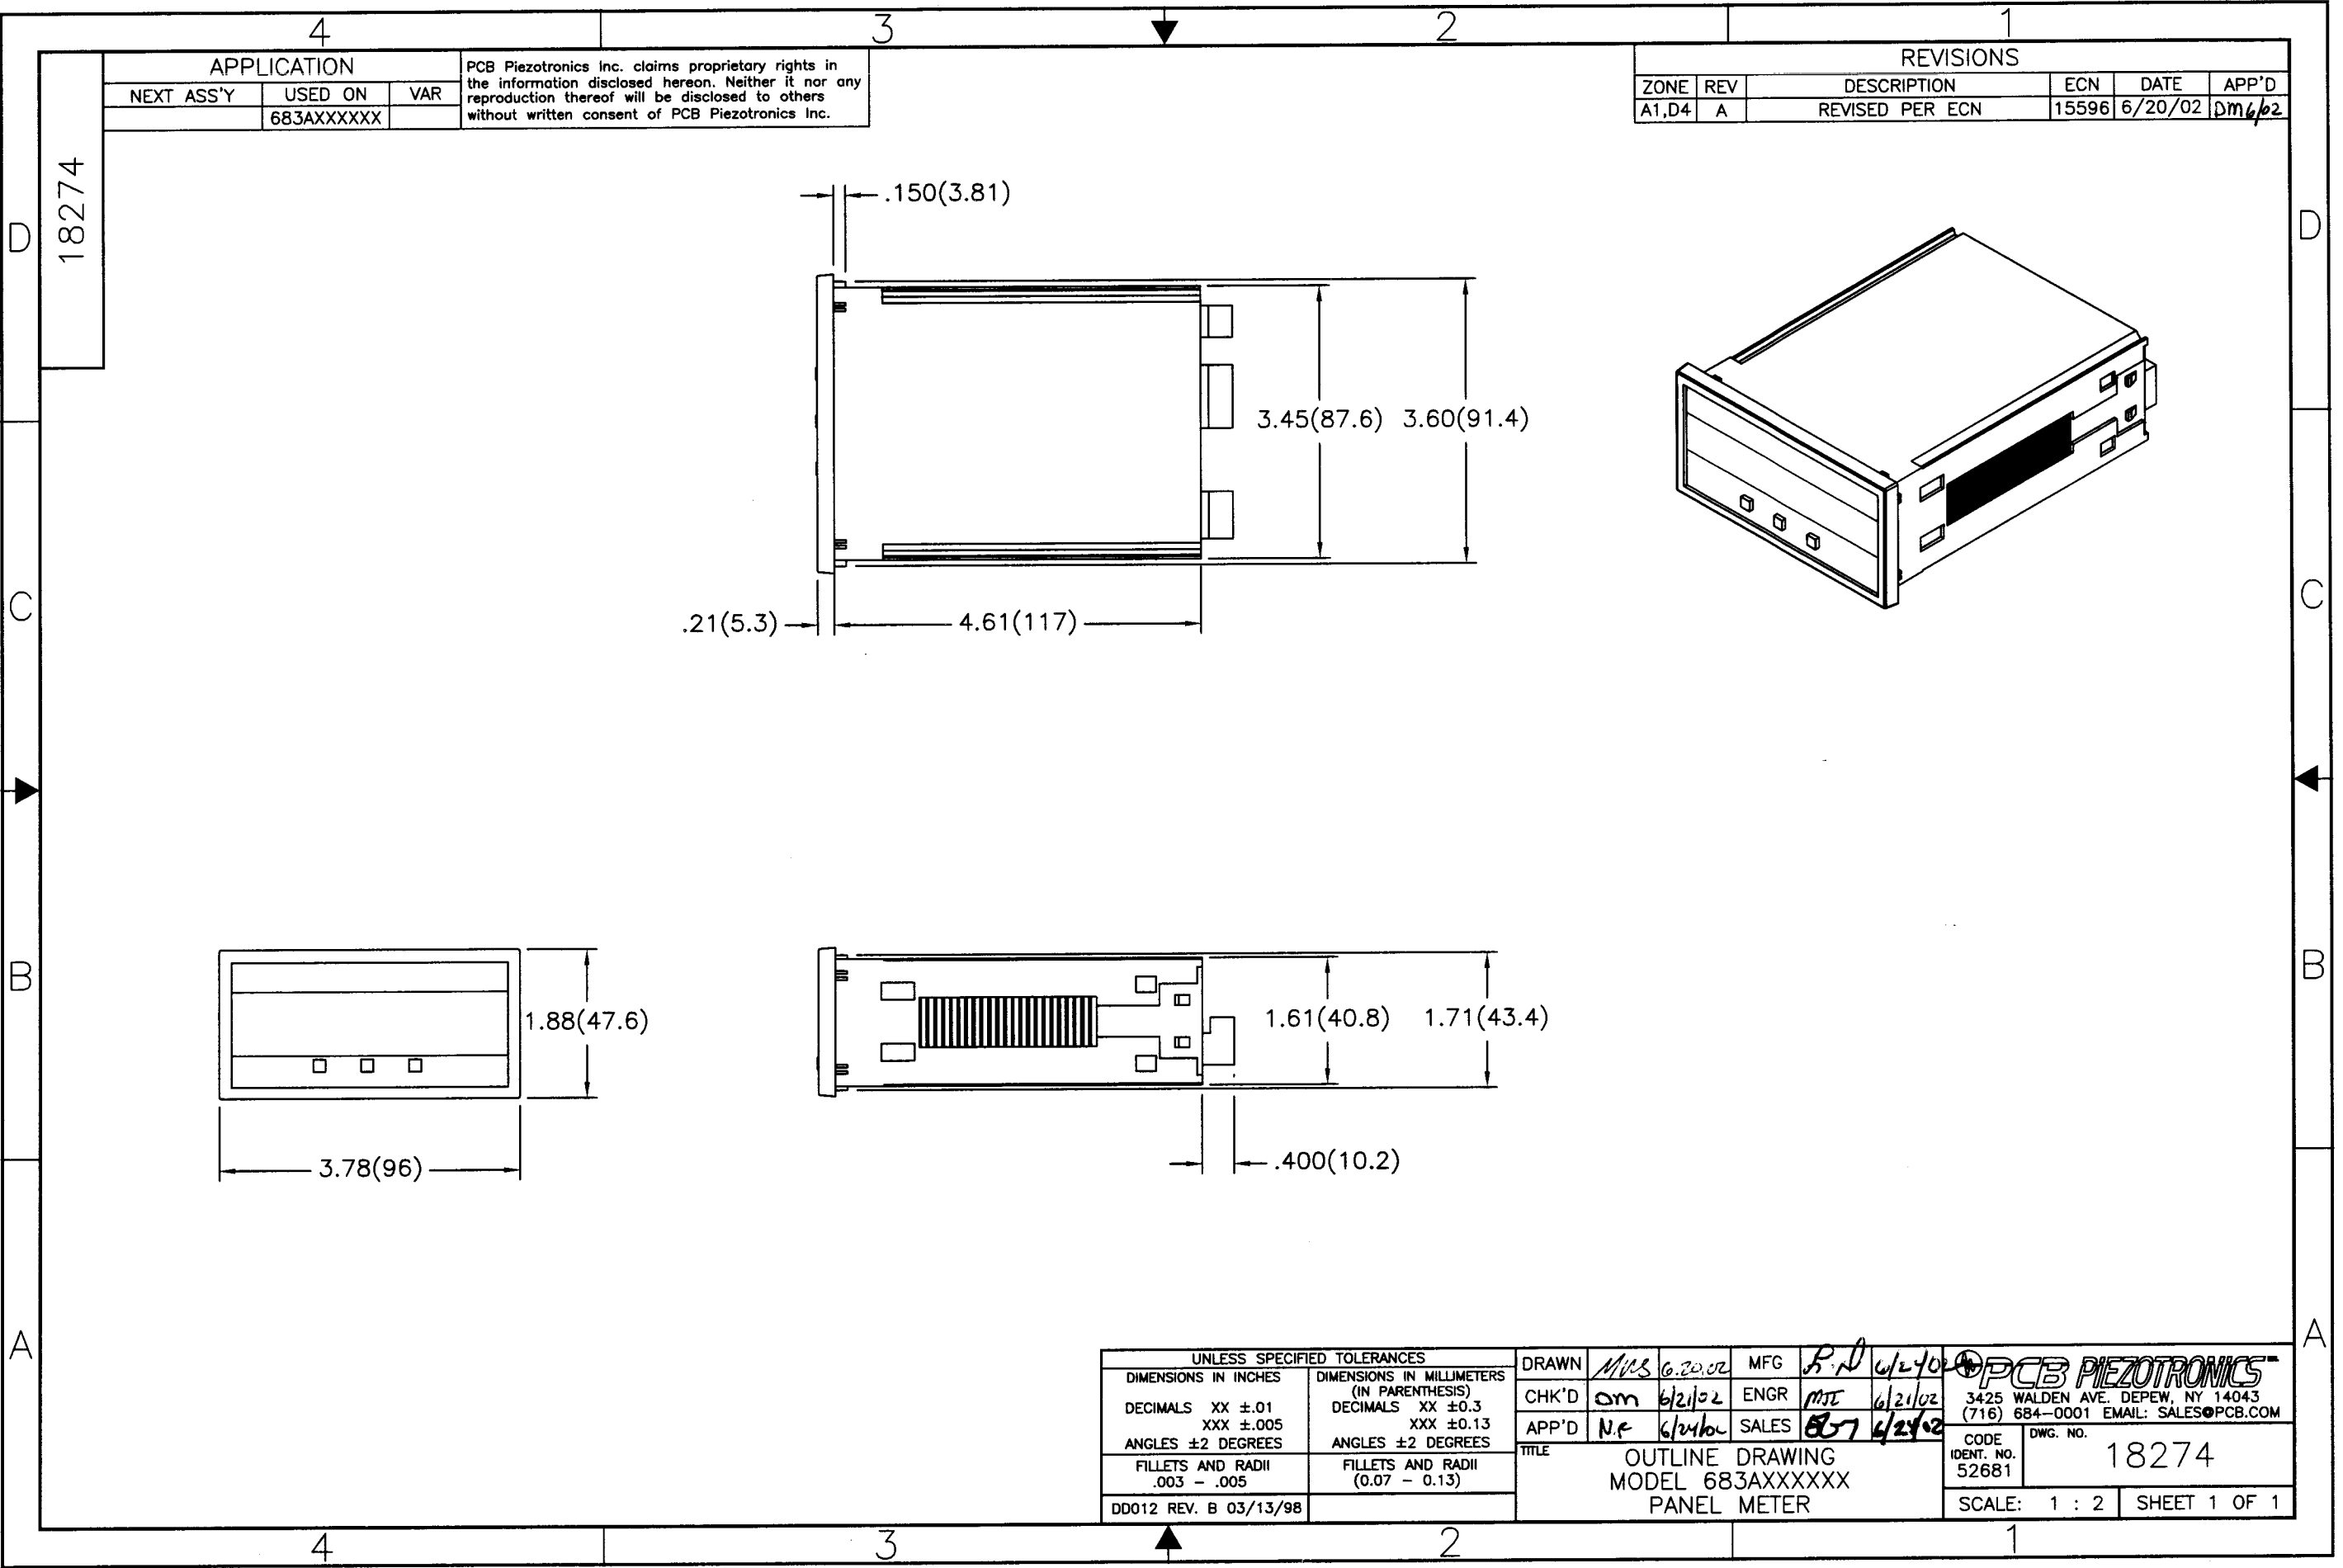 4 3 2 1
APPLICATION
NEXT ASS'Y USED ON VAR
683AXXXXXX
PCB Piezotronics Inc. claims proprietary rights in
the information disclosed hereon. Neither it nor any
reproduction thereof will be disclosed to others
without written consent of PCB Piezotronics Inc.
REVISIONS
ZONE REV DESCRIPTION ECN DATE APP'D
A1,D4 A REVISED PER ECN 15596 6/20/02 DM 6/02
18274
D D
.150(3.81)
3.45(87.6) 3.60(91.4)
C C
.21(5.3) 4.61(117)
B B
1.88(47.6)
1.61(40.8) 1.71(43.4)
3.78(96)
.400(10.2)
A A
UNLESS SPECIFIED TOLERANCES
DIMENSIONS IN INCHES
DECIMALS XX ±.01
XXX ±.005
ANGLES ±2 DEGREES
FILLETS AND RADII
.003 - .005
DIMENSIONS IN MILLIMETERS
(IN PARENTHESIS)
DECIMALS XX ±0.3
XXX ±0.13
ANGLES ±2 DEGREES
FILLETS AND RADII
(0.07 - 0.13)
DD012 REV. B 03/13/98
DRAWN 6.20.02 MFG
CHK'D DM 6/21/02 ENGR 6/21/02
APP'D SALES 6/24/02
TITLE
OUTLINE DRAWING
MODEL 683AXXXXXX
PANEL METER
PCB PIEZOTRONICS™
3425 WALDEN AVE. DEPEW, NY 14043
(716) 684-0001 EMAIL: SALES@PCB.COM
CODE
IDENT. NO.
52681
DWG. NO.
18274
SCALE: 1 : 2 SHEET 1 OF 1
4 3 2 1